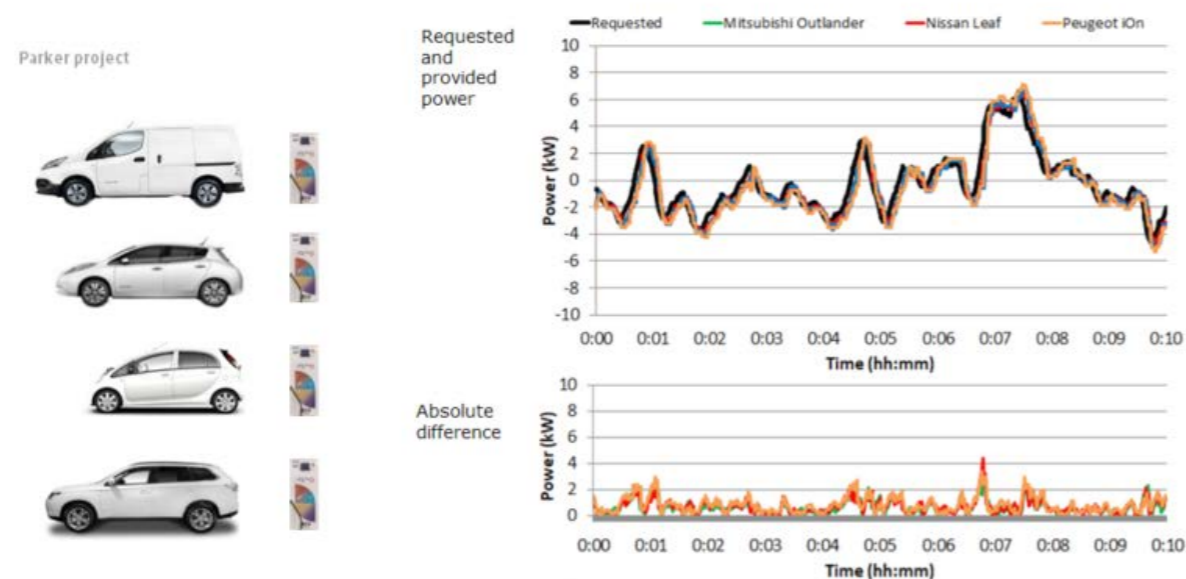 Parker project
Requested
and
provided
power
Requested
Mitsubishi Outlander
Nissan Leaf
Peugeot iOn
10
8
6
4
2
0
-2
-4
-6
-8
-10
Power (kW)
0:00 0:01 0:02 0:03 0:04 0:05 0:06 0:07 0:08 0:09 0:10
Time (hh:mm)
Absolute
difference
10
8
6
4
2
0
Power (kW)
0:00 0:01 0:02 0:03 0:04 0:05 0:06 0:07 0:08 0:09 0:10
Time (hh:mm)